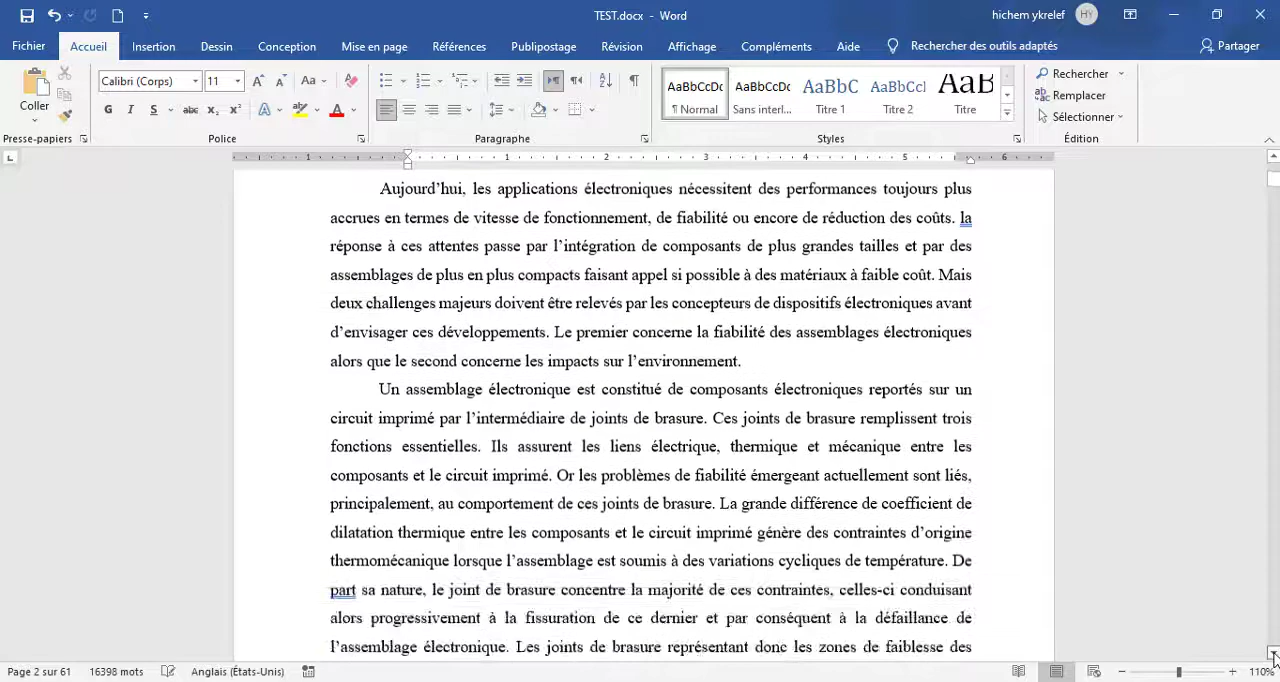 TEST.docx - Word
hichem ykrelef
HY
Fichier
Accueil
Insertion
Dessin
Conception
Mise en page
Références
Publipostage
Révision
Affichage
Compléments
Aide
Rechercher des outils adaptés
Partager
Coller
Presse-papiers
Calibri (Corps)
11
Aa
G I S abc x₂ x² A A
Police
Paragraphe
AaBbCcDc
¶ Normal
AaBbCcDc
Sans interl...
AaBbC
Titre 1
AaBbCcI
Titre 2
AaB
Titre
Styles
Rechercher
Remplacer
Sélectionner
Édition
1 1 2 3 4 5 6
Aujourd’hui, les applications électroniques nécessitent des performances toujours plus
accrues en termes de vitesse de fonctionnement, de fiabilité ou encore de réduction des coûts. la
réponse à ces attentes passe par l’intégration de composants de plus grandes tailles et par des
assemblages de plus en plus compacts faisant appel si possible à des matériaux à faible coût. Mais
deux challenges majeurs doivent être relevés par les concepteurs de dispositifs électroniques avant
d’envisager ces développements. Le premier concerne la fiabilité des assemblages électroniques
alors que le second concerne les impacts sur l’environnement.
Un assemblage électronique est constitué de composants électroniques reportés sur un
circuit imprimé par l’intermédiaire de joints de brasure. Ces joints de brasure remplissent trois
fonctions essentielles. Ils assurent les liens électrique, thermique et mécanique entre les
composants et le circuit imprimé. Or les problèmes de fiabilité émergeant actuellement sont liés,
principalement, au comportement de ces joints de brasure. La grande différence de coefficient de
dilatation thermique entre les composants et le circuit imprimé génère des contraintes d’origine
thermomécanique lorsque l’assemblage est soumis à des variations cycliques de température. De
part sa nature, le joint de brasure concentre la majorité de ces contraintes, celles-ci conduisant
alors progressivement à la fissuration de ce dernier et par conséquent à la défaillance de
l’assemblage électronique. Les joints de brasure représentant donc les zones de faiblesse des
Page 2 sur 61
16398 mots
Anglais (États-Unis)
110%